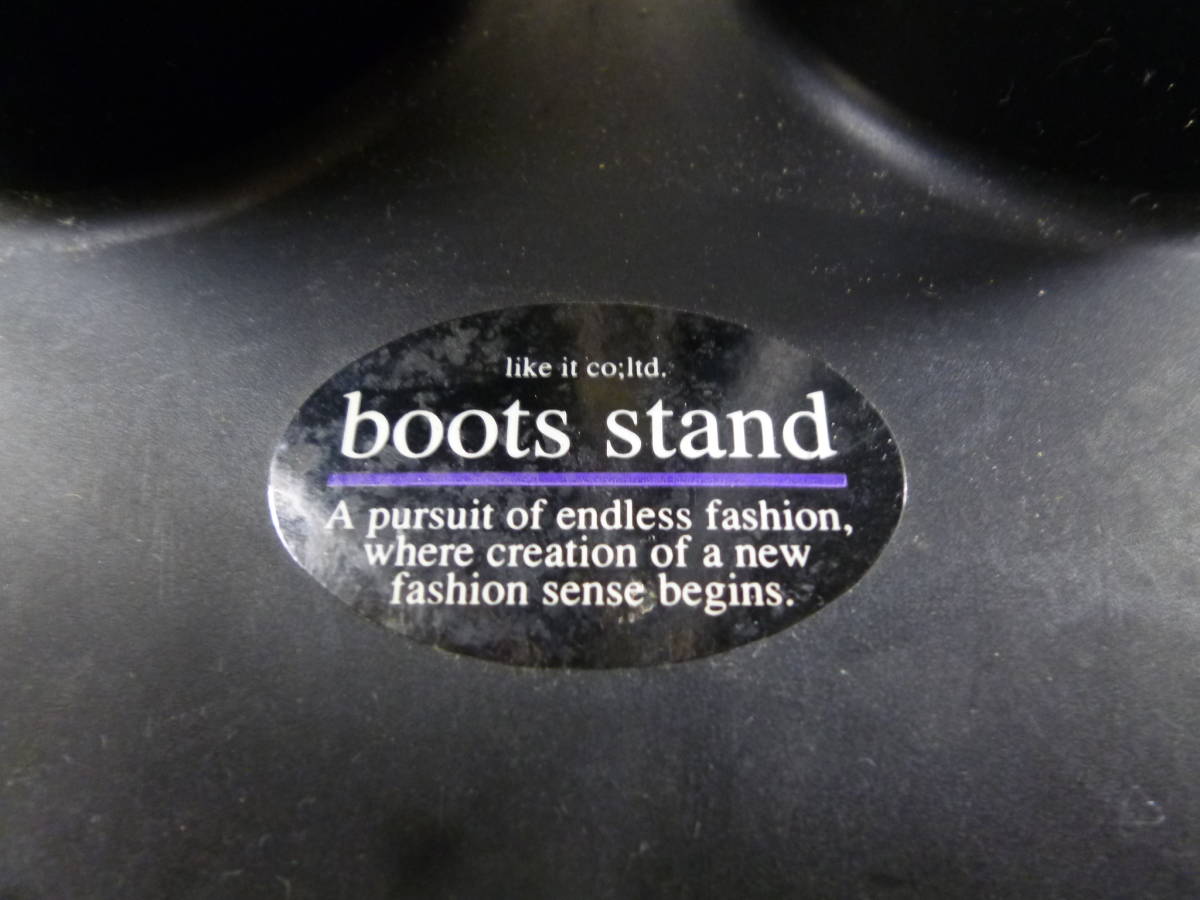 like it co;ltd.
boots stand
A pursuit of endless fashion,
where creation of a new
fashion sense begins.